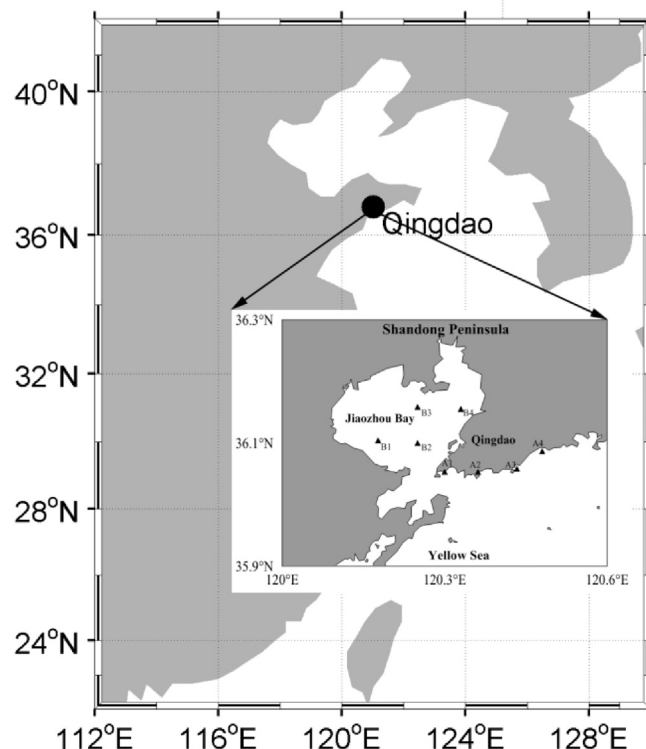 40°N
36°N
32°N
28°N
24°N
112°E 116°E 120°E 124°E 128°E
Qingdao
36.3°N
36.1°N
35.9°N
120°E 120.3°E 120.6°E
Shandong Peninsula
Jiaozhou Bay
B3
B4
B1
B2
Qingdao
A4
A1
A2
A3
Yellow Sea